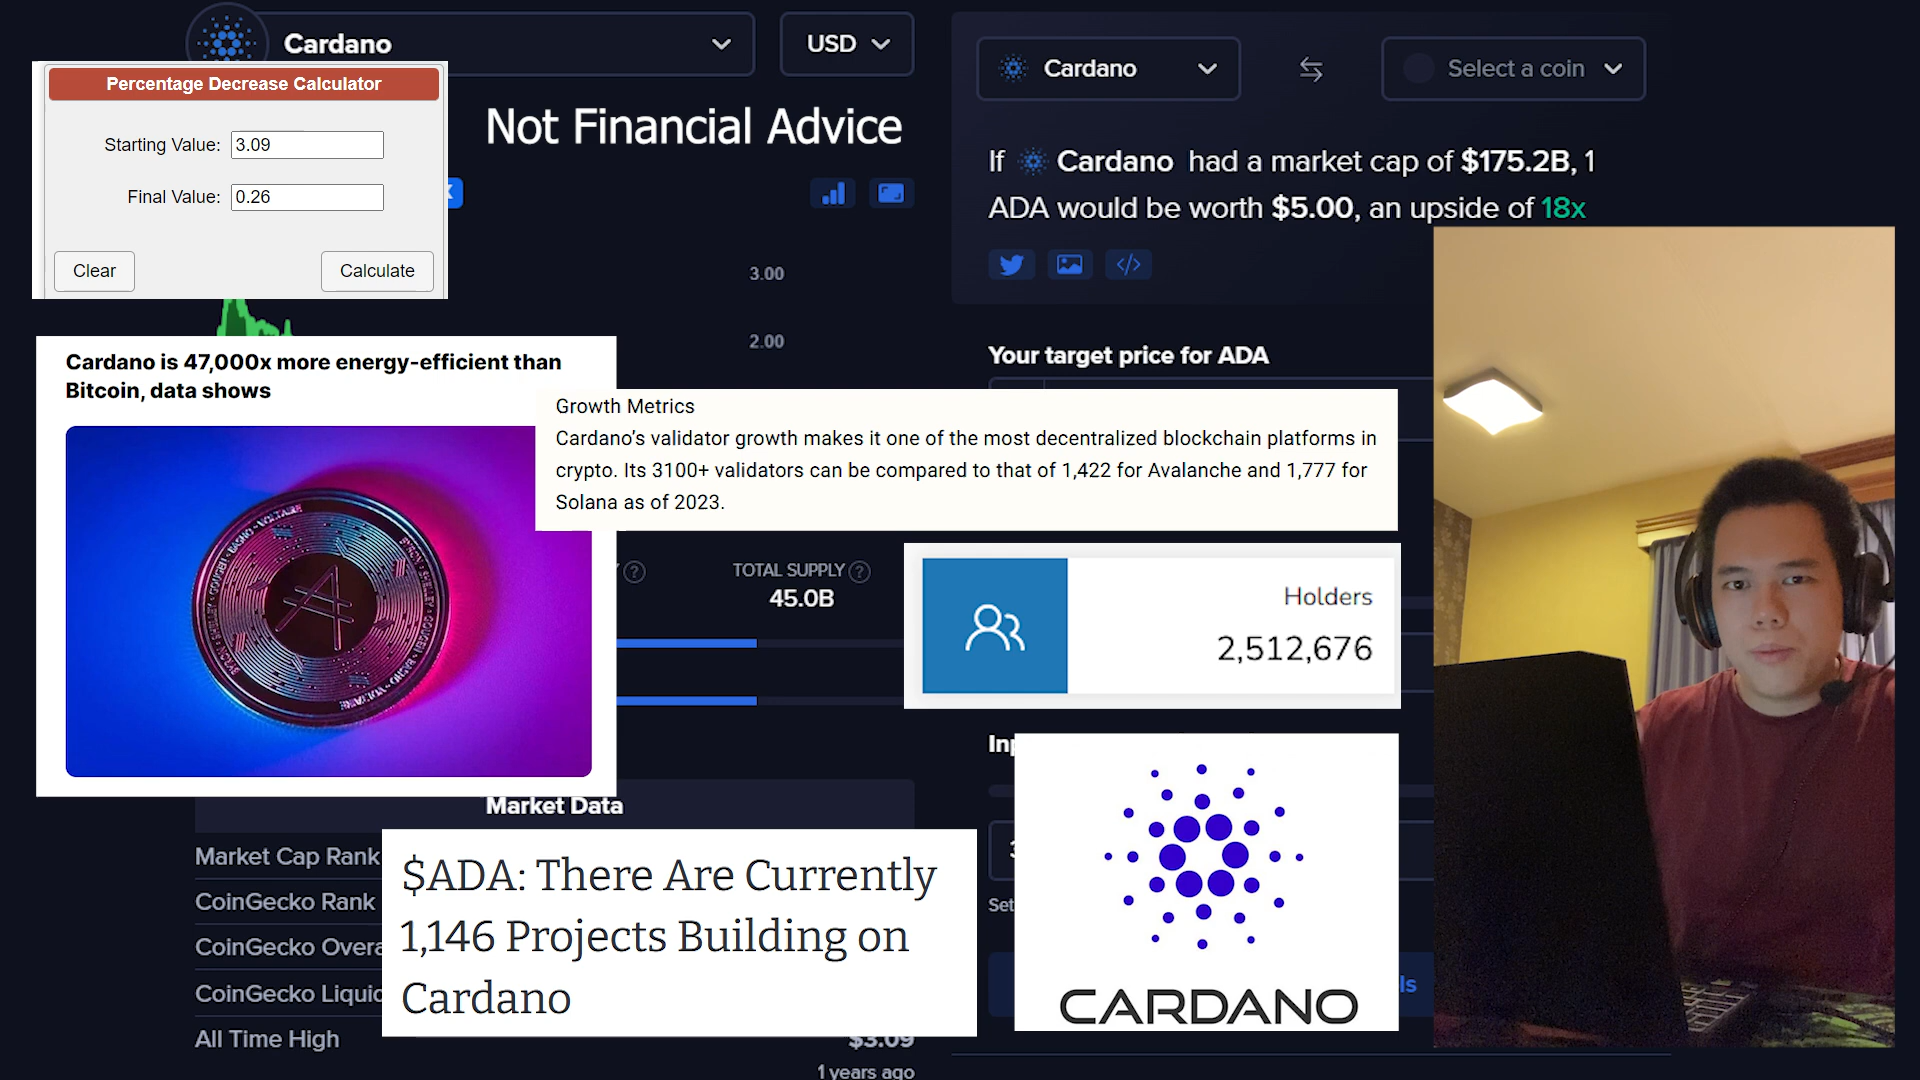 Cardano
USD
Cardano
Select a coin
Percentage Decrease Calculator
Starting Value: 3.09
Final Value: 0.26
Clear
Calculate
Not Financial Advice
If Cardano had a market cap of $175.2B, 1
ADA would be worth $5.00, an upside of 18x
3.00
2.00
Your target price for ADA
Cardano is 47,000x more energy-efficient than
Bitcoin, data shows
Growth Metrics
Cardano's validator growth makes it one of the most decentralized blockchain platforms in
crypto. Its 3100+ validators can be compared to that of 1,422 for Avalanche and 1,777 for
Solana as of 2023.
TOTAL SUPPLY
45.0B
Holders
2,512,676
Market Data
Market Cap Rank
CoinGecko Rank
CoinGecko
CoinGecko
All Time High
$3.09
1 years ago
$ADA: There Are Currently
1,146 Projects Building on
Cardano
CARDANO